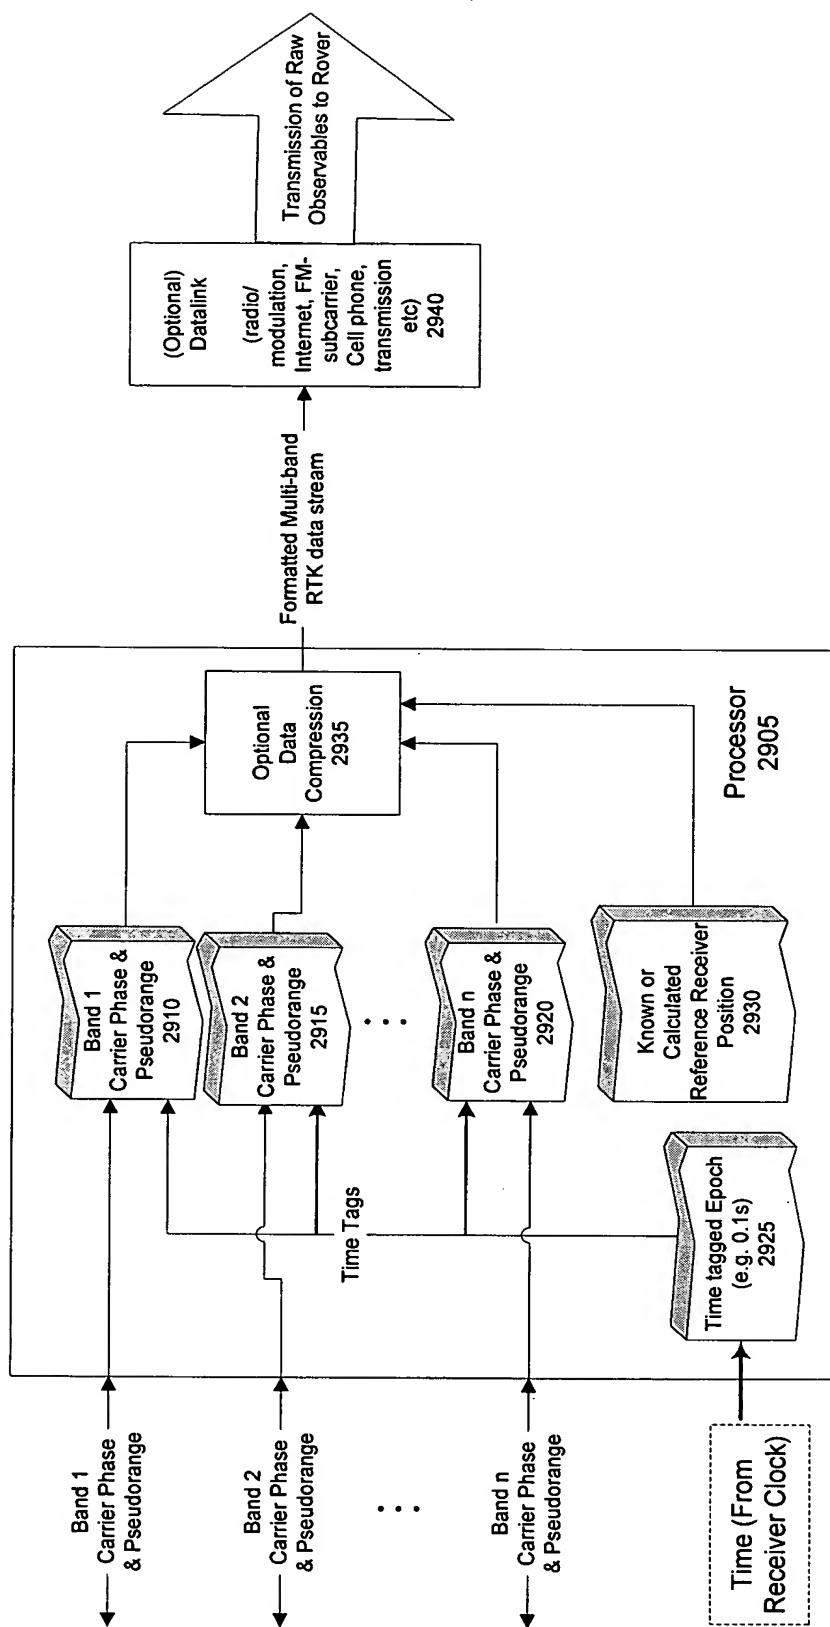 Band 1
Carrier Phase
& Pseudorange
Band 2
Carrier Phase
& Pseudorange
• • •
Band n
Carrier Phase
& Pseudorange
Time (From
Receiver Clock)
Time Tags
Time tagged Epoch
(e.g. 0.1s)
2925
Band 1
Carrier Phase &
Pseudorange
2910
Band 2
Carrier Phase &
Pseudorange
2915
• • •
Band n
Carrier Phase &
Pseudorange
2920
Known or
Calculated
Reference Receiver
Position
2930
Optional
Data
Compression
2935
Processor
2905
Formatted Multi-band
RTK data stream
(Optional)
Datalink
(radio/
modulation,
Internet, FM-
subcarrier,
Cell phone,
transmission
etc)
2940
Transmission of Raw
Observables to Rover